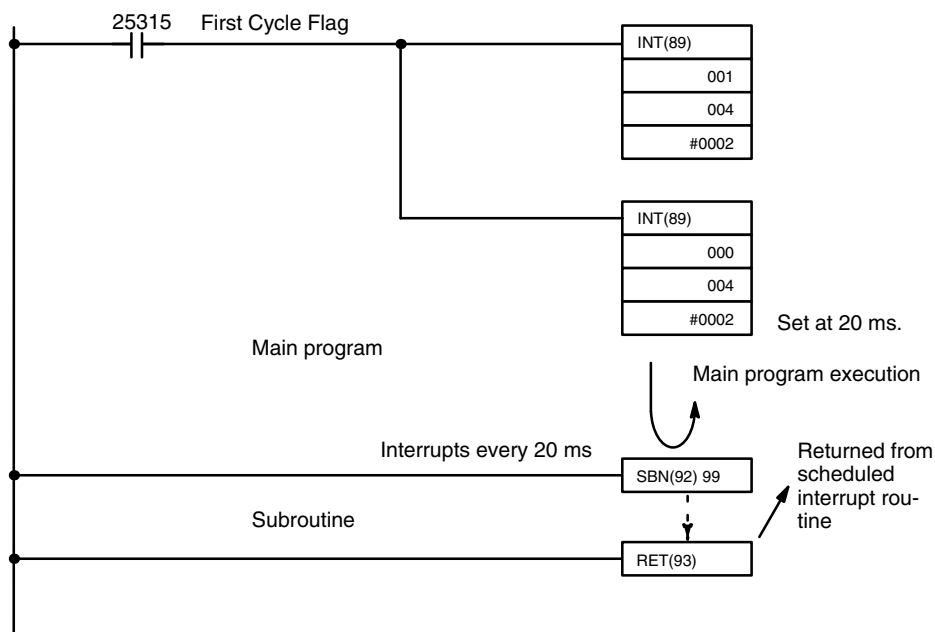 25315 First Cycle Flag
INT(89)
001
004
#0002
INT(89)
000
004
#0002
Set at 20 ms.
Main program
Main program execution
Interrupts every 20 ms
SBN(92) 99
Returned from
scheduled
interrupt rou-
tine
Subroutine
RET(93)